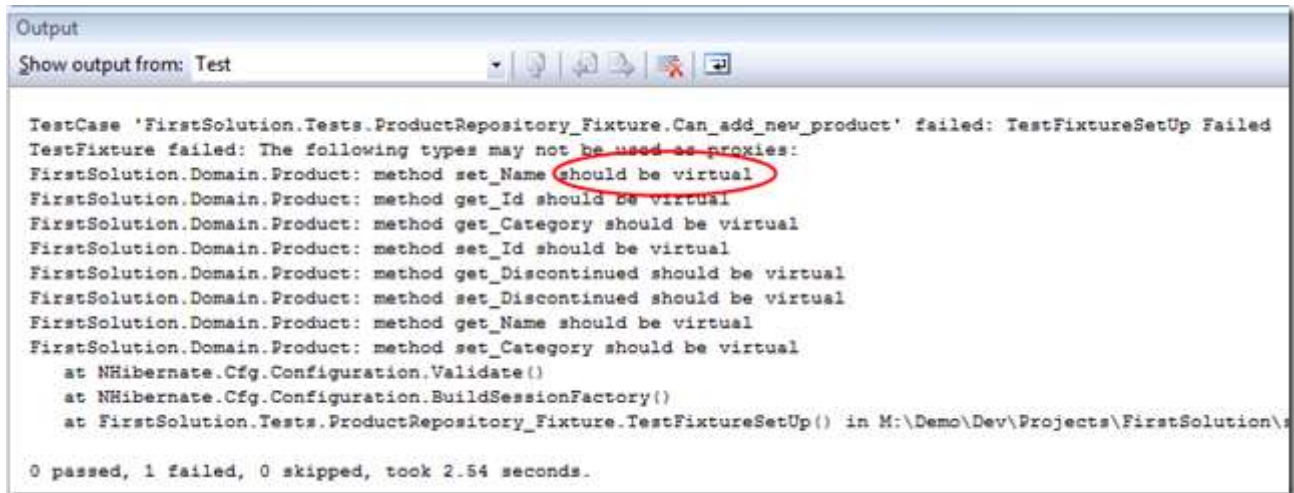 Output
Show output from: Test
TestCase 'FirstSolution.Tests.ProductRepository_Fixture.Can_add_new_product' failed: TestFixtureSetUp Failed
TestFixture failed: The following types may not be used as proxies:
FirstSolution.Domain.Product: method set_Name should be virtual
FirstSolution.Domain.Product: method get_Id should be virtual
FirstSolution.Domain.Product: method get_Category should be virtual
FirstSolution.Domain.Product: method set_Id should be virtual
FirstSolution.Domain.Product: method get_Discontinued should be virtual
FirstSolution.Domain.Product: method set_Discontinued should be virtual
FirstSolution.Domain.Product: method get_Name should be virtual
FirstSolution.Domain.Product: method set_Category should be virtual
at NHibernate.Cfg.Configuration.Validate()
at NHibernate.Cfg.Configuration.BuildSessionFactory()
at FirstSolution.Tests.ProductRepository_Fixture.TestFixtureSetUp() in M:\Demo\Dev\Projects\FirstSolution\
0 passed, 1 failed, 0 skipped, took 2.54 seconds.